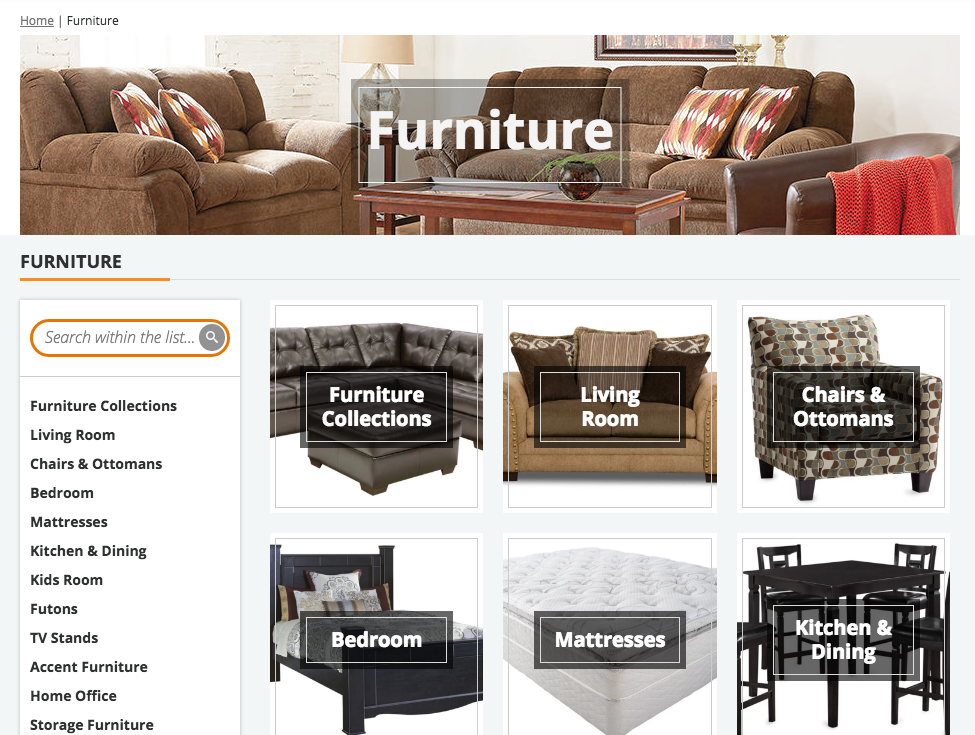 Home | Furniture
Furniture
FURNITURE
Search within the list...
Furniture Collections
Living Room
Chairs & Ottomans
Bedroom
Mattresses
Kitchen & Dining
Kids Room
Futons
TV Stands
Accent Furniture
Home Office
Storage Furniture
Furniture
Collections
Living
Room
Chairs &
Ottomans
Bedroom
Mattresses
Kitchen &
Dining